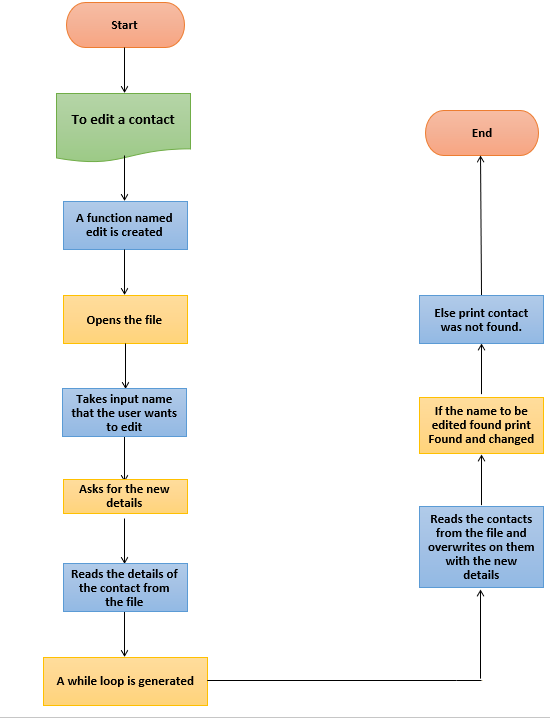 Start
To edit a contact
A function named
edit is created
Opens the file
Takes input name
that the user wants
to edit
Asks for the new
details
Reads the details of
the contact from
the file
A while loop is generated
Reads the contacts
from the file and
overwrites on them
with the new
details
If the name to be
edited found print
Found and changed
Else print contact
was not found.
End